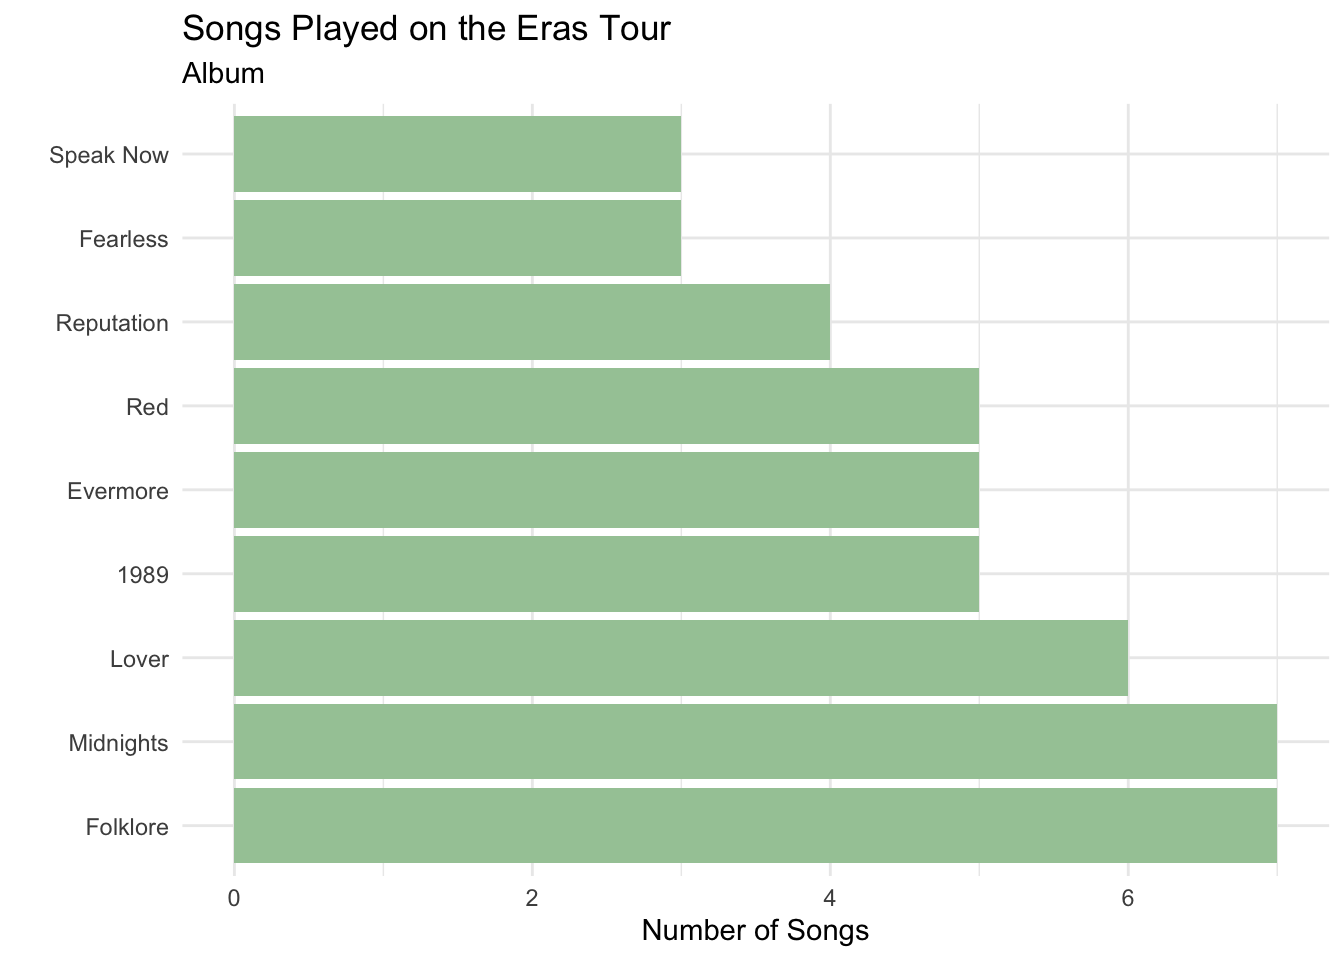 Songs Played on the Eras Tour
Album
Speak Now
Fearless
Reputation
Red
Evermore
1989
Lover
Midnights
Folklore
0 2 4 6
Number of Songs